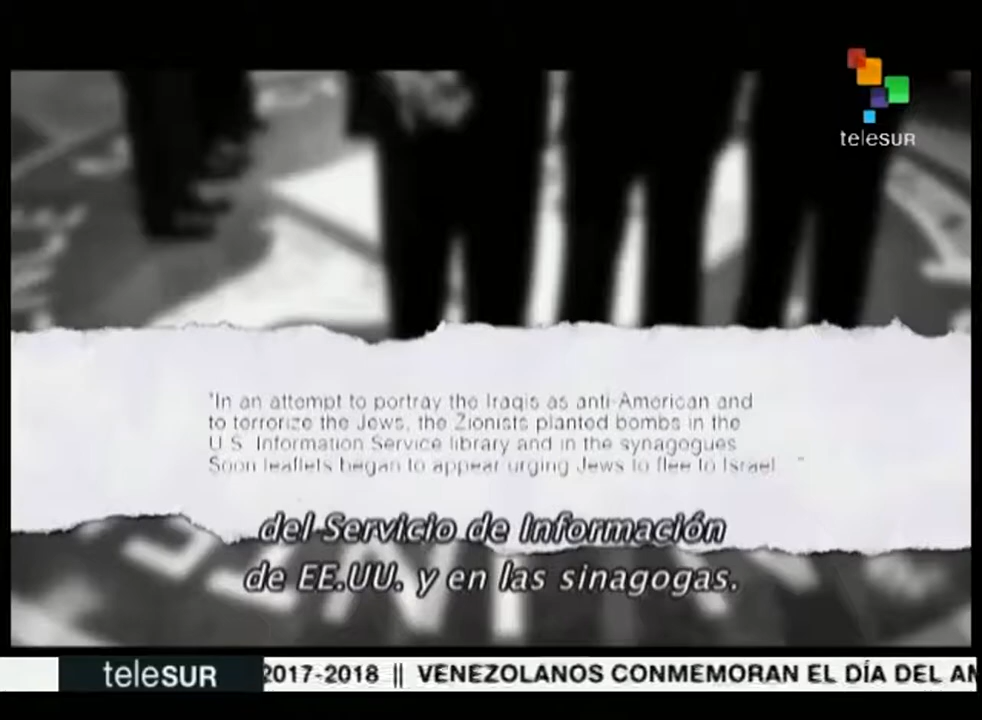 telesur
"In an attempt to portray the Iraqis as anti-American and
to terrorize the Jews, the Zionists planted bombs in the
U.S. Information Service library and in the synagogues
Soon leaflets began to appear urging Jews to flee to Israel. "
del Servicio de Información
de EE.UU. y en las sinagogas.
telesur 2017-2018 || VENEZOLANOS CONMEMORAN EL DÍA DEL